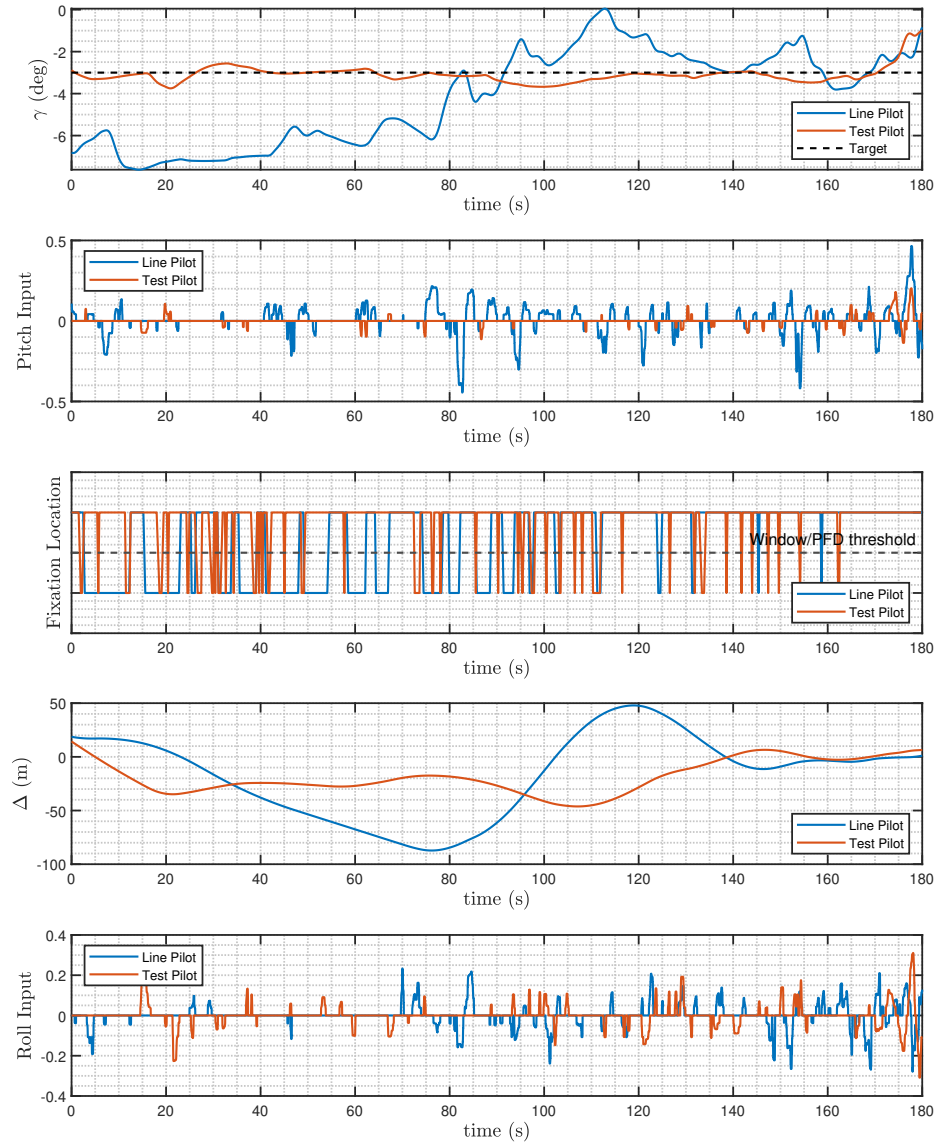 γ (deg)
0
-2
-4
-6
0 20 40 60 80 100 120 140 160 180
time (s)
Line Pilot
Test Pilot
Target
Pitch Input
0.5
0
-0.5
0 20 40 60 80 100 120 140 160 180
time (s)
Line Pilot
Test Pilot
Fixation Location
Window/PFD threshold
0 20 40 60 80 100 120 140 160 180
time (s)
Line Pilot
Test Pilot
Δ (m)
50
0
-50
-100
0 20 40 60 80 100 120 140 160 180
time (s)
Line Pilot
Test Pilot
Roll Input
0.4
0.2
0
-0.2
-0.4
0 20 40 60 80 100 120 140 160 180
time (s)
Line Pilot
Test Pilot